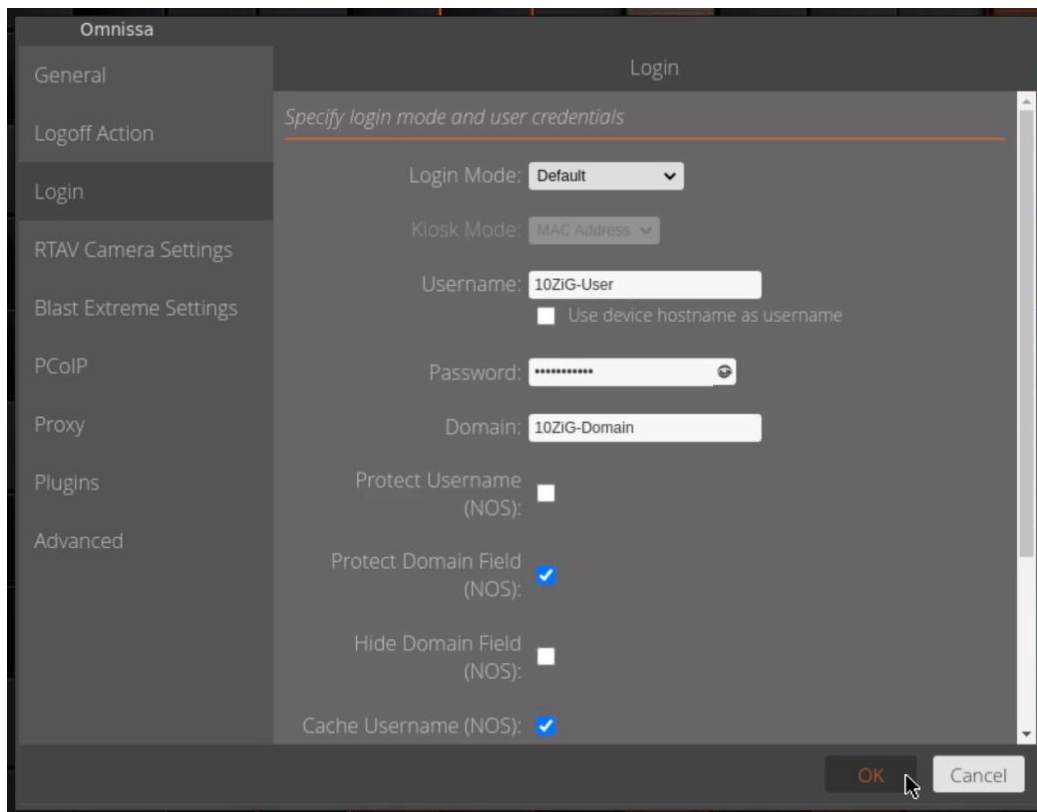 Omnissa
General
Logoff Action
Login
RTAV Camera Settings
Blast Extreme Settings
PCoIP
Proxy
Plugins
Advanced
Login
Specify login mode and user credentials
Login Mode: Default
Kiosk Mode: MAC Address
Username: 10ZiG-User
Use device hostname as username
Password: •••••••••••
Domain: 10ZiG-Domain
Protect Username
(NOS):
Protect Domain Field
(NOS):
Hide Domain Field
(NOS):
Cache Username (NOS):
OK
Cancel